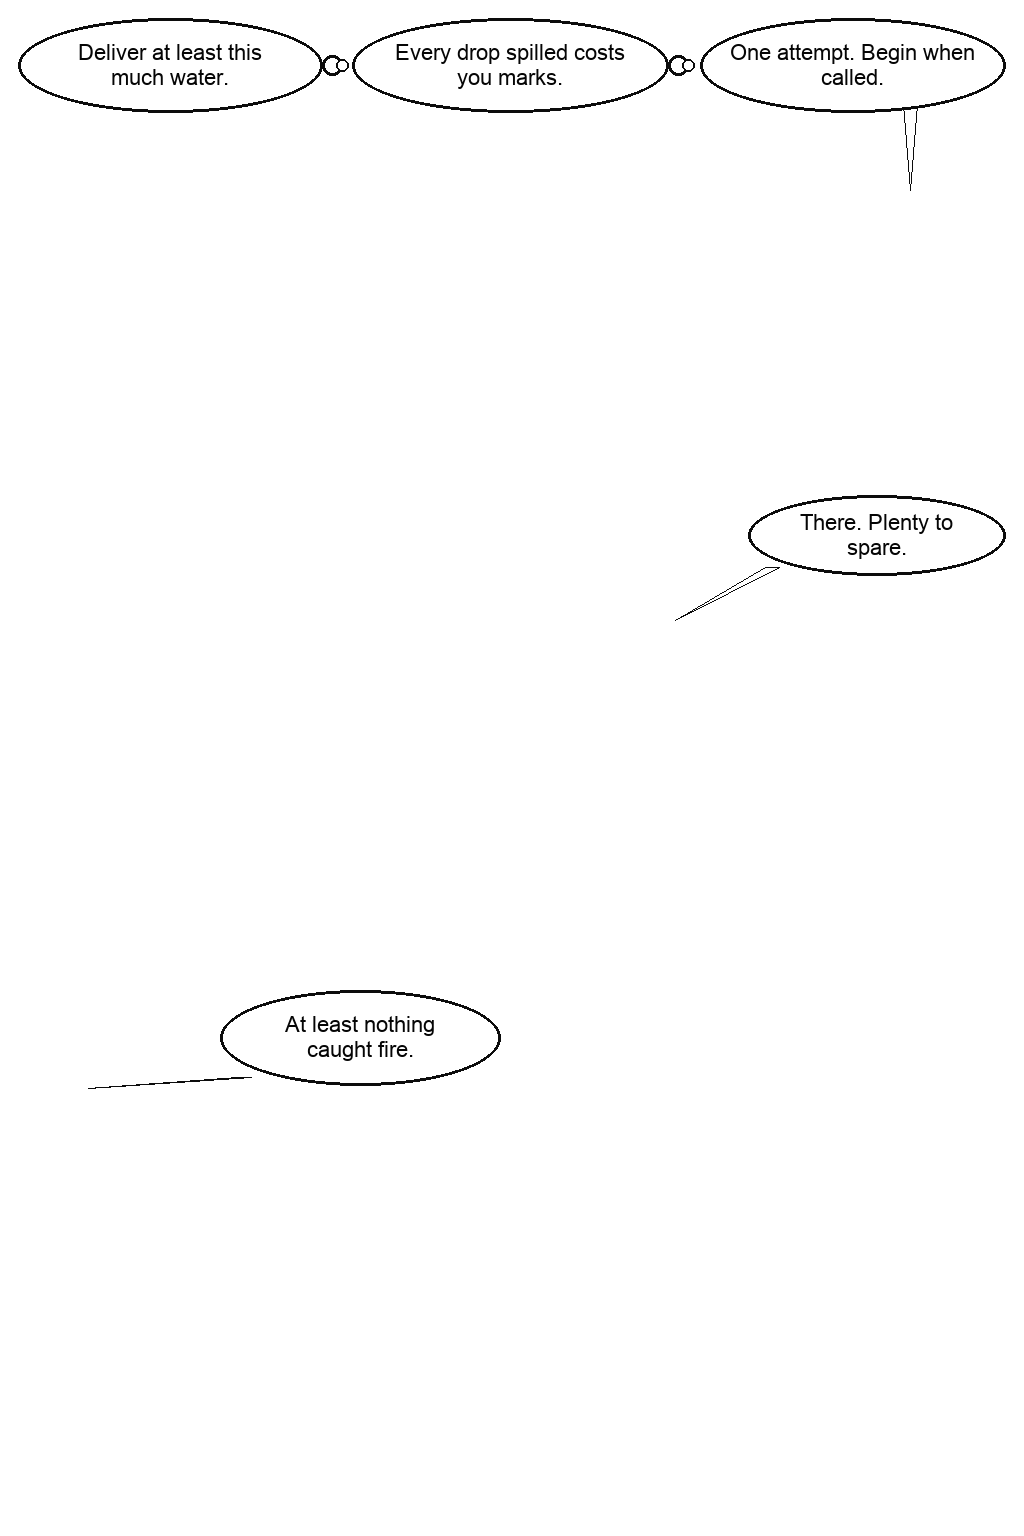 Deliver at least this
much water.
Every drop spilled costs
you marks.
One attempt. Begin when
called.
There. Plenty to
spare.
At least nothing
caught fire.